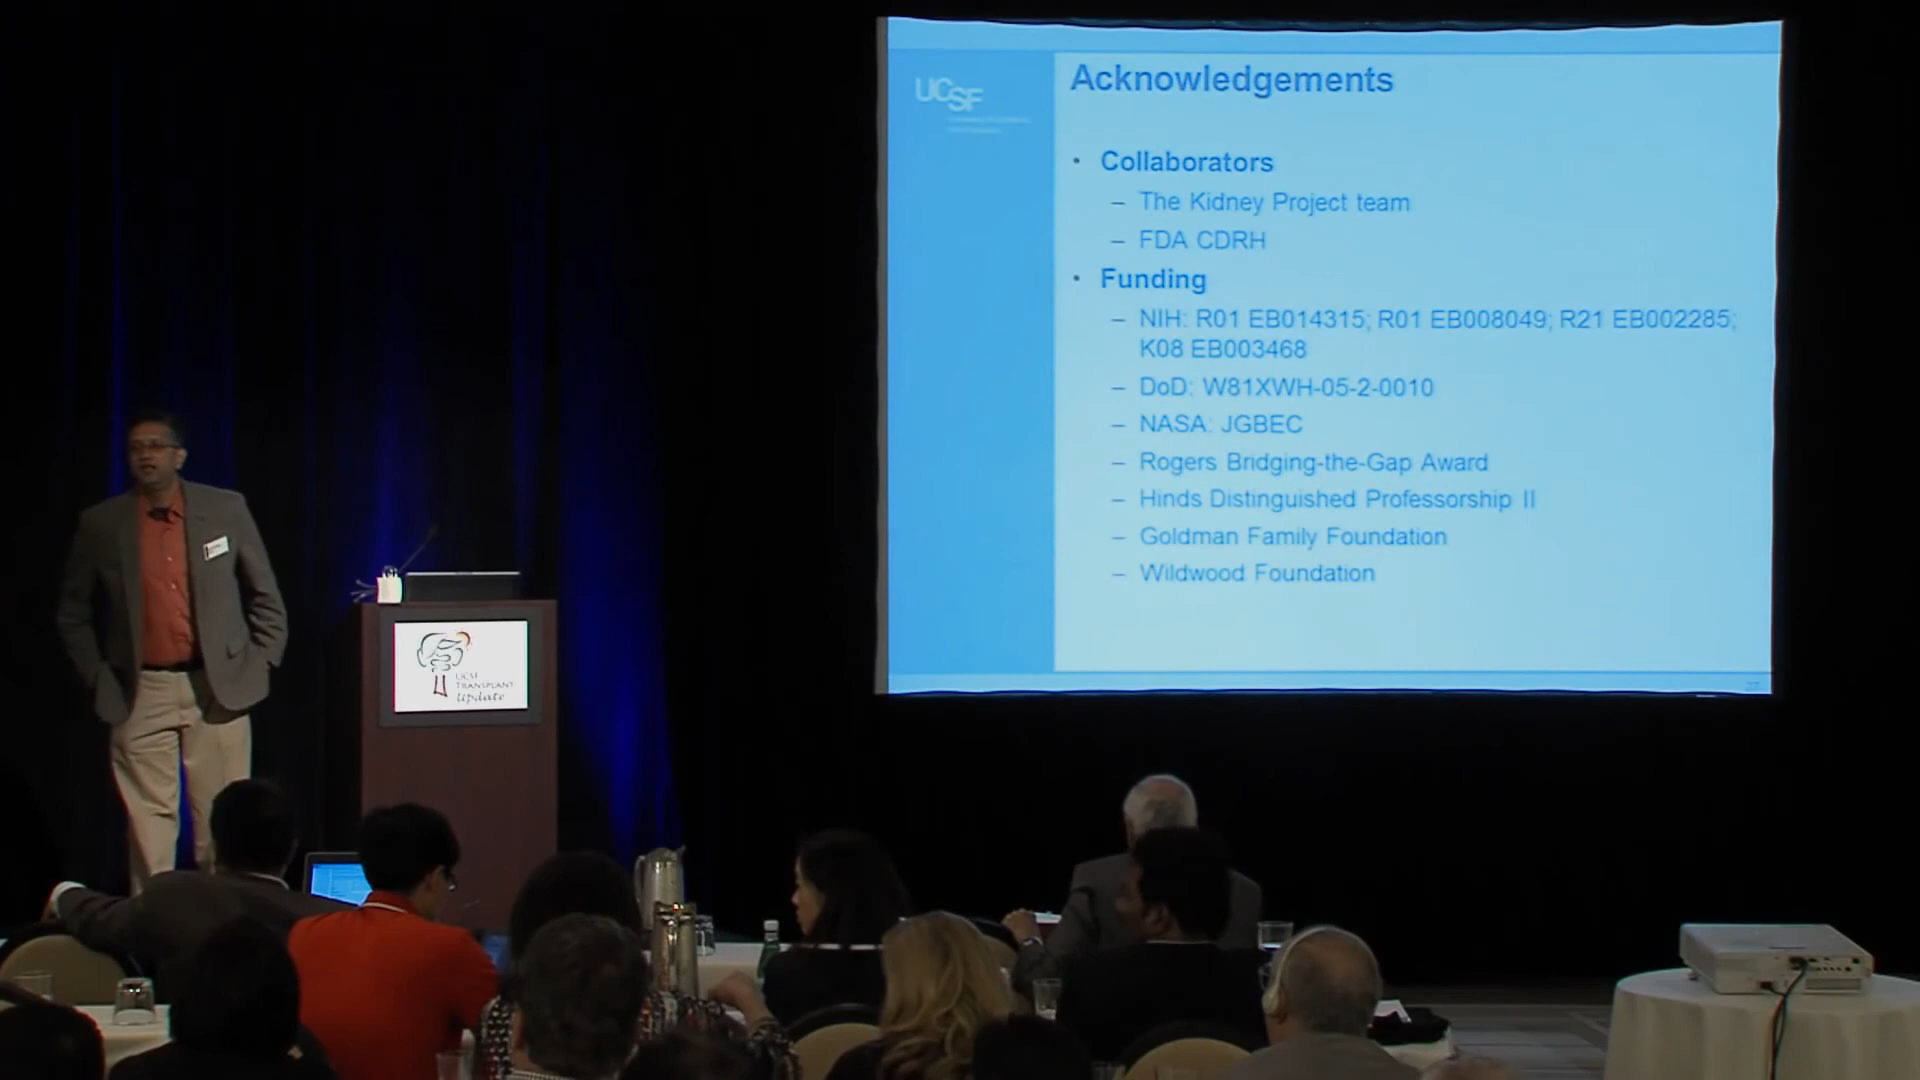 UCSF
Acknowledgements
• Collaborators
– The Kidney Project team
– FDA CDRH
• Funding
– NIH: R01 EB014315; R01 EB008049; R21 EB002285;
K08 EB003468
– DoD: W81XWH-05-2-0010
– NASA: JGBEC
– Rogers Bridging-the-Gap Award
– Hinds Distinguished Professorship II
– Goldman Family Foundation
– Wildwood Foundation
UCSF
TRANSPLANT
Update